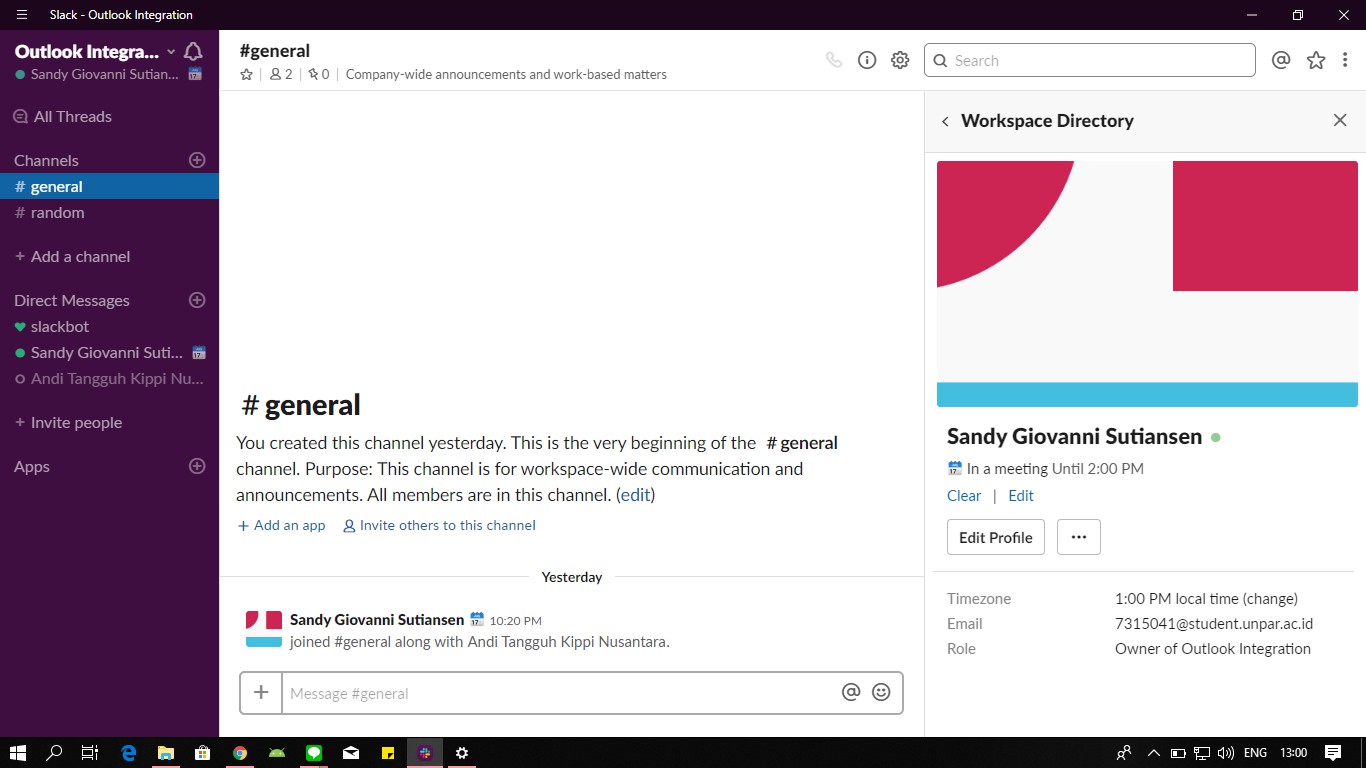 Slack - Outlook Integration
Outlook Integra...
Sandy Giovanni Sutian...
All Threads
Channels
# general
# random
+ Add a channel
Direct Messages
slackbot
Sandy Giovanni Suti...
Andi Tangguh Kippi Nu...
+ Invite people
Apps
#general
2 | 0 | Company-wide announcements and work-based matters
Search
# general
You created this channel yesterday. This is the very beginning of the # general
channel. Purpose: This channel is for workspace-wide communication and
announcements. All members are in this channel. (edit)
+ Add an app Invite others to this channel
Yesterday
Sandy Giovanni Sutiansen 10:20 PM
joined #general along with Andi Tangguh Kippi Nusantara.
Message #general
Workspace Directory
Sandy Giovanni Sutiansen
In a meeting Until 2:00 PM
Clear | Edit
Edit Profile
Timezone 1:00 PM local time (change)
Email 7315041@student.unpar.ac.id
Role Owner of Outlook Integration
ENG 13:00